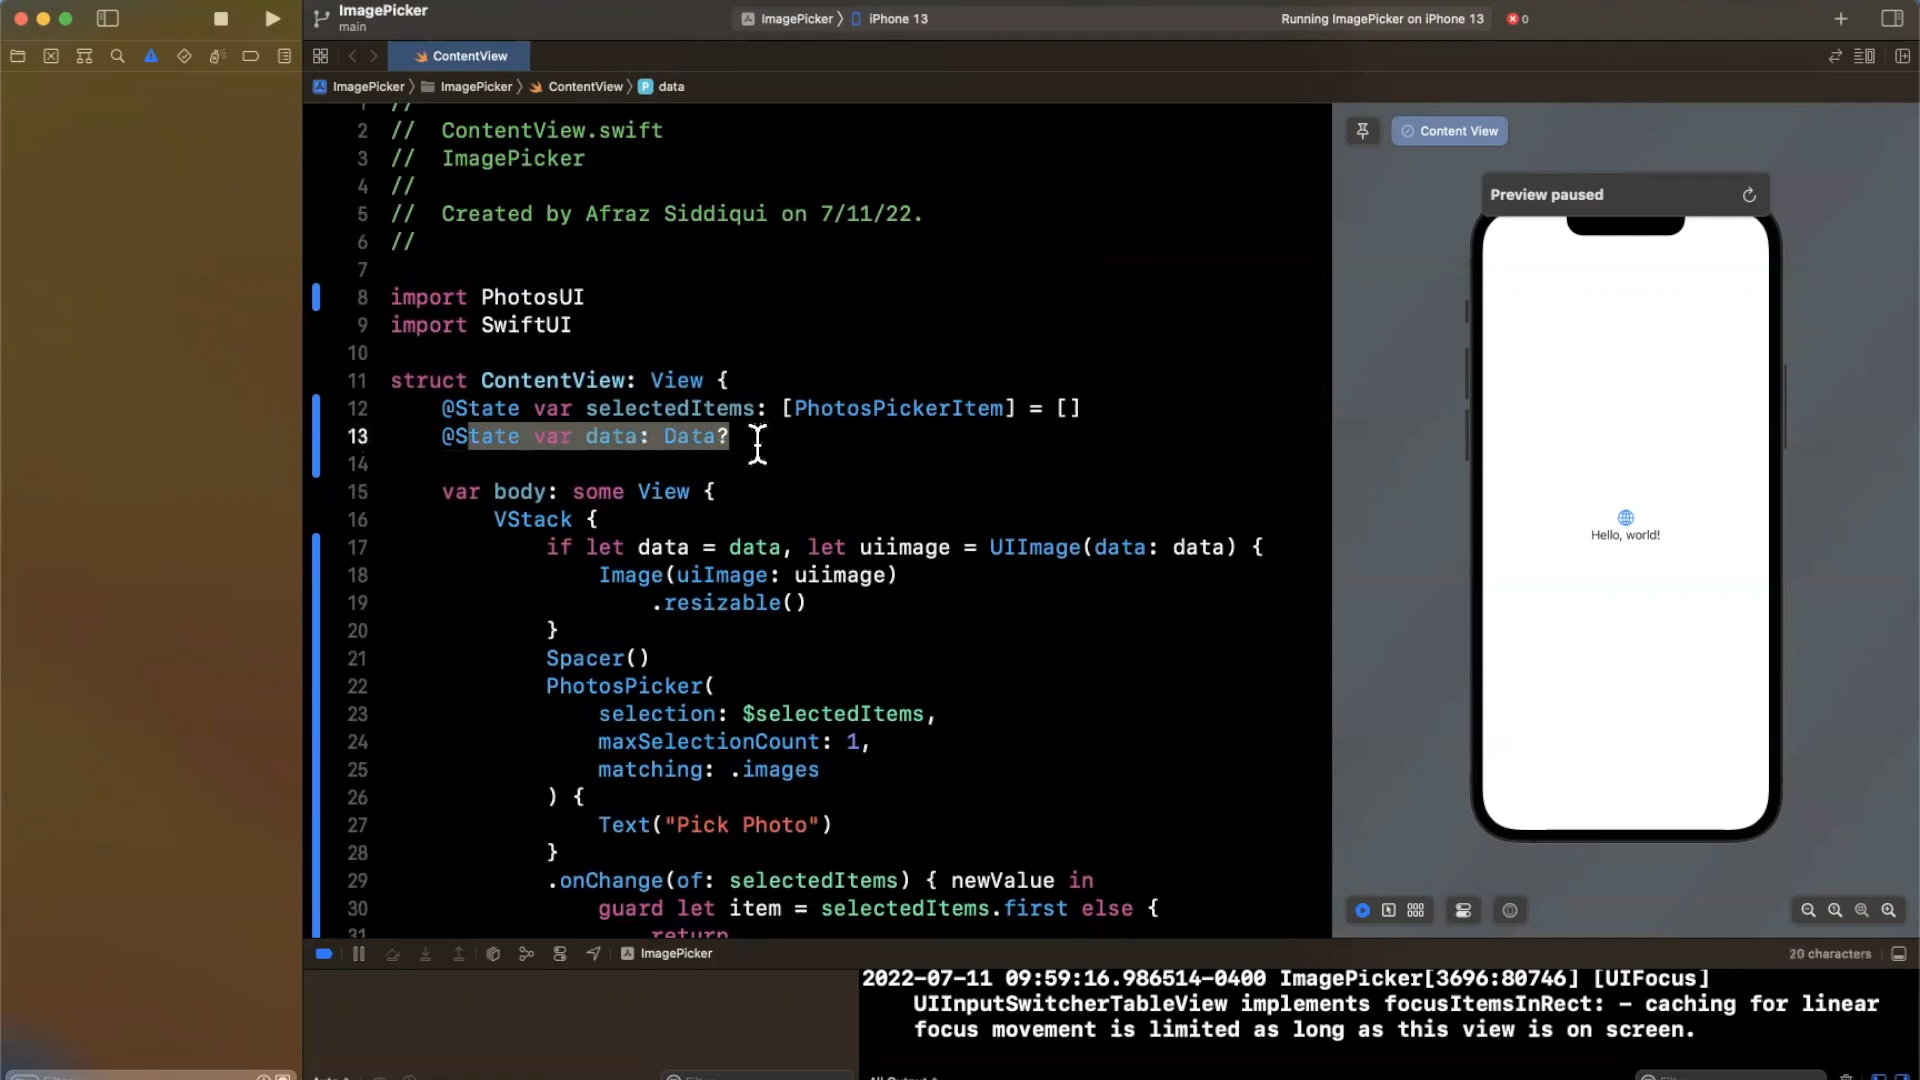 ImagePicker
main
ImagePicker
iPhone 13
Running ImagePicker on iPhone 13
0
ContentView
ImagePicker
ImagePicker
ContentView
P
data
//
2 //  ContentView.swift
3 //  ImagePicker
4 //
5 //  Created by Afraz Siddiqui on 7/11/22.
6 //
7
8 import PhotosUI
9 import SwiftUI
10
11 struct ContentView: View {
12 @State var selectedItems: [PhotosPickerItem] = []
13 @State var data: Data?
14
15 var body: some View {
16 VStack {
17 if let data = data, let uiimage = UIImage(data: data) {
18 Image(uiImage: uiimage)
19 .resizable()
20 }
21 Spacer()
22 PhotosPicker(
23 selection: $selectedItems,
24 maxSelectionCount: 1,
25 matching: .images
26 ) {
27 Text("Pick Photo")
28 }
29 .onChange(of: selectedItems) { newValue in
30 guard let item = selectedItems.first else {
31 return
Content View
Preview paused
Hello, world!
ImagePicker
20 characters
2022-07-11 09:59:16.986514-0400 ImagePicker[3696:80746] [UIFocus]
UIInputSwitcherTableView implements focusItemsInRect: - caching for linear
focus movement is limited as long as this view is on screen.